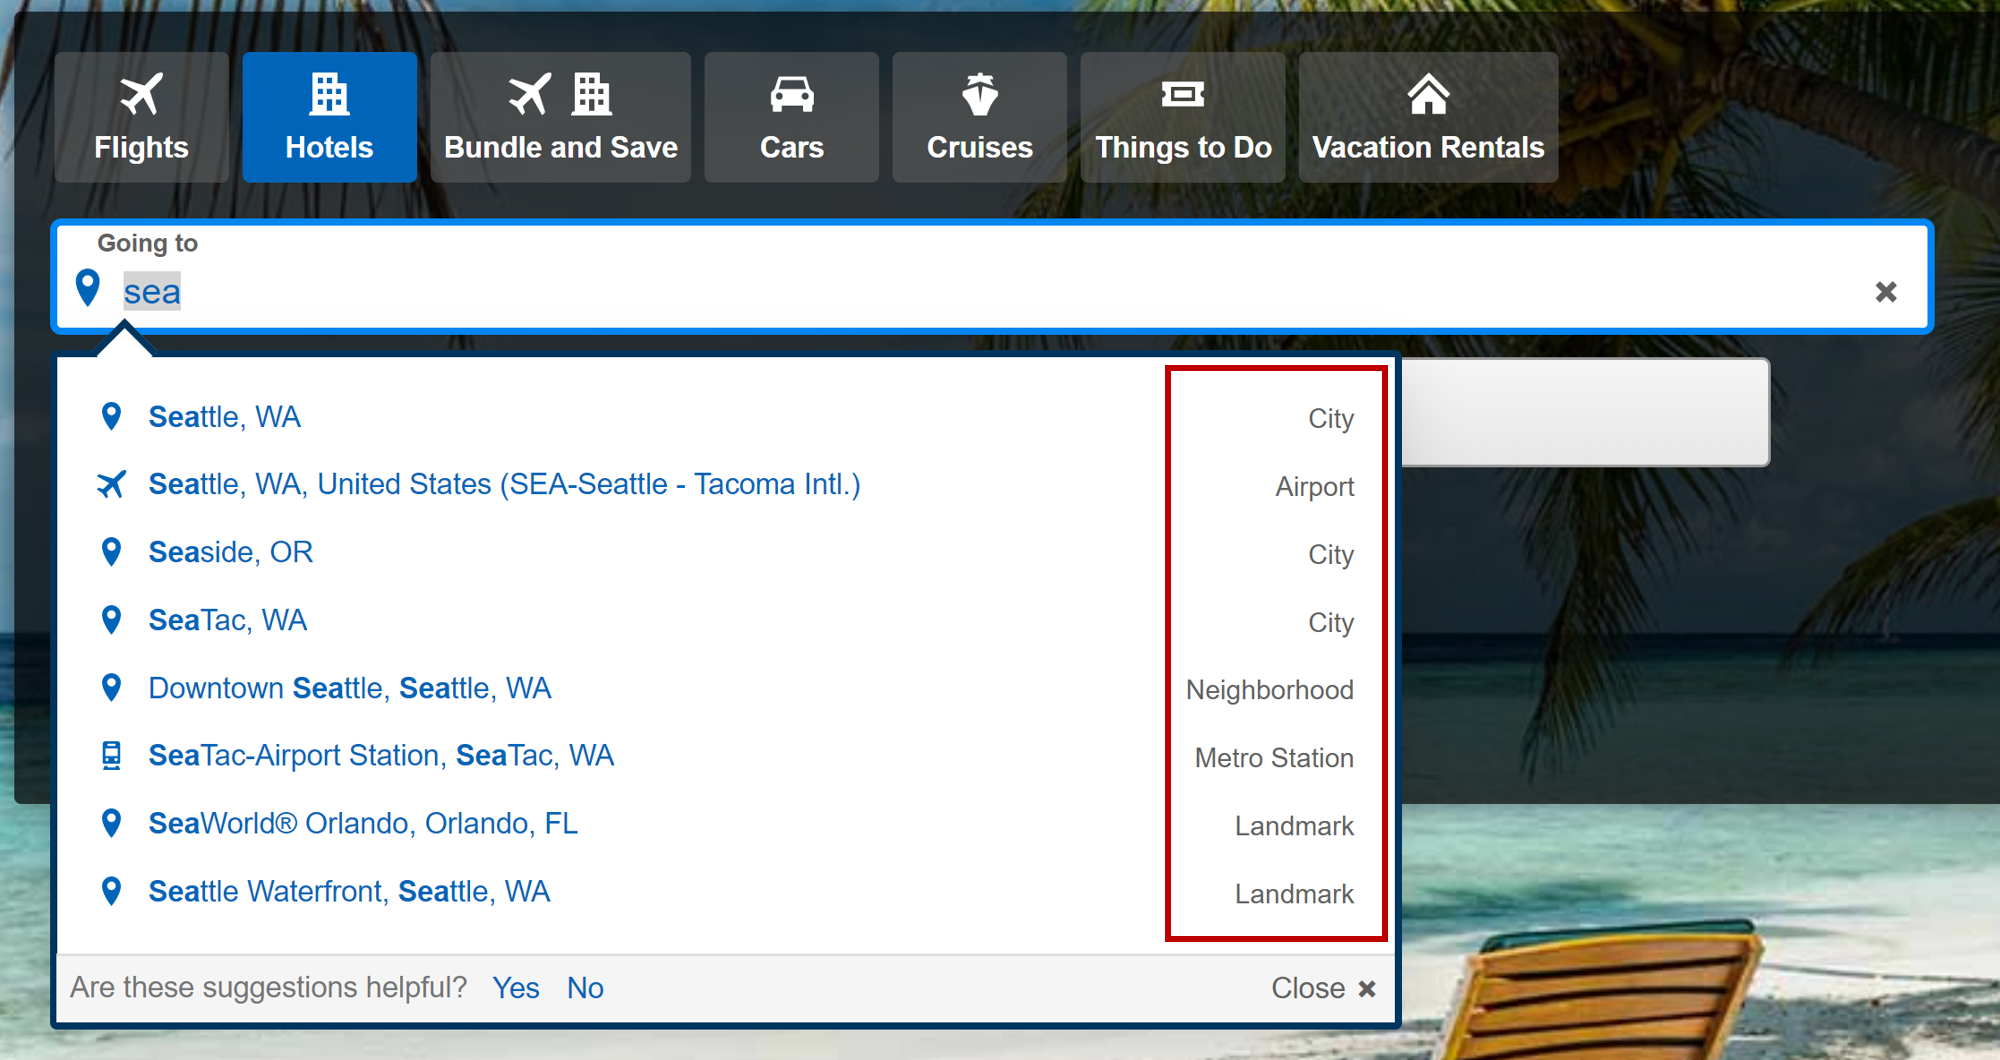 Flights
Hotels
Bundle and Save
Cars
Cruises
Things to Do
Vacation Rentals
Going to
sea
Seattle, WA City
Seattle, WA, United States (SEA-Seattle - Tacoma Intl.) Airport
Seaside, OR City
SeaTac, WA City
Downtown Seattle, Seattle, WA Neighborhood
SeaTac-Airport Station, SeaTac, WA Metro Station
SeaWorld® Orlando, Orlando, FL Landmark
Seattle Waterfront, Seattle, WA Landmark
Are these suggestions helpful? Yes No Close